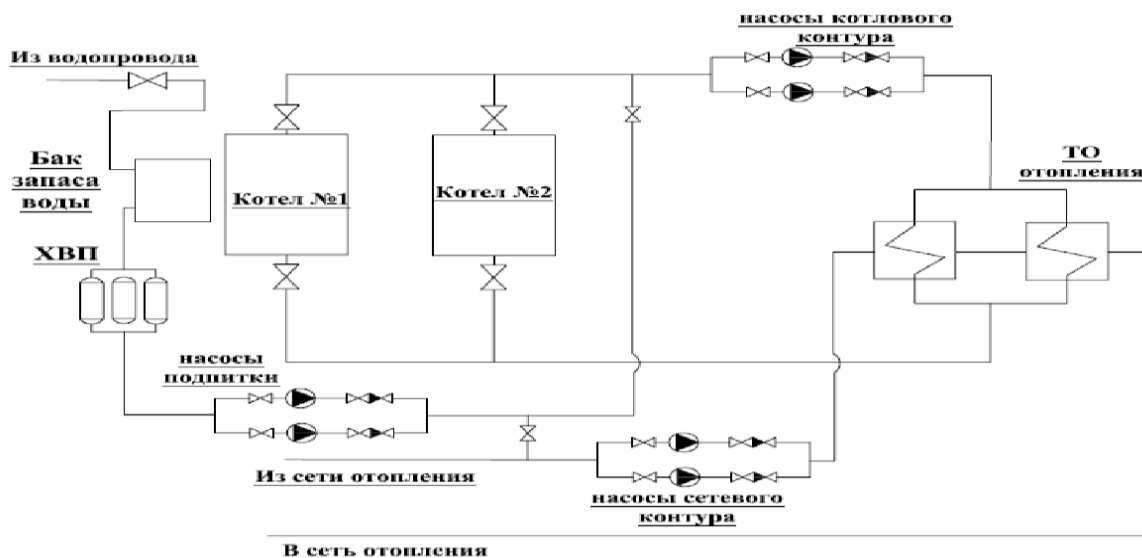 насосы котлового
контура
Из водопровода
Бак
запаса
воды
Котел №1
Котел №2
ТО
отопления
ХВП
насосы
подпитки
Из сети отопления
насосы сетевого
контура
В сеть отопления